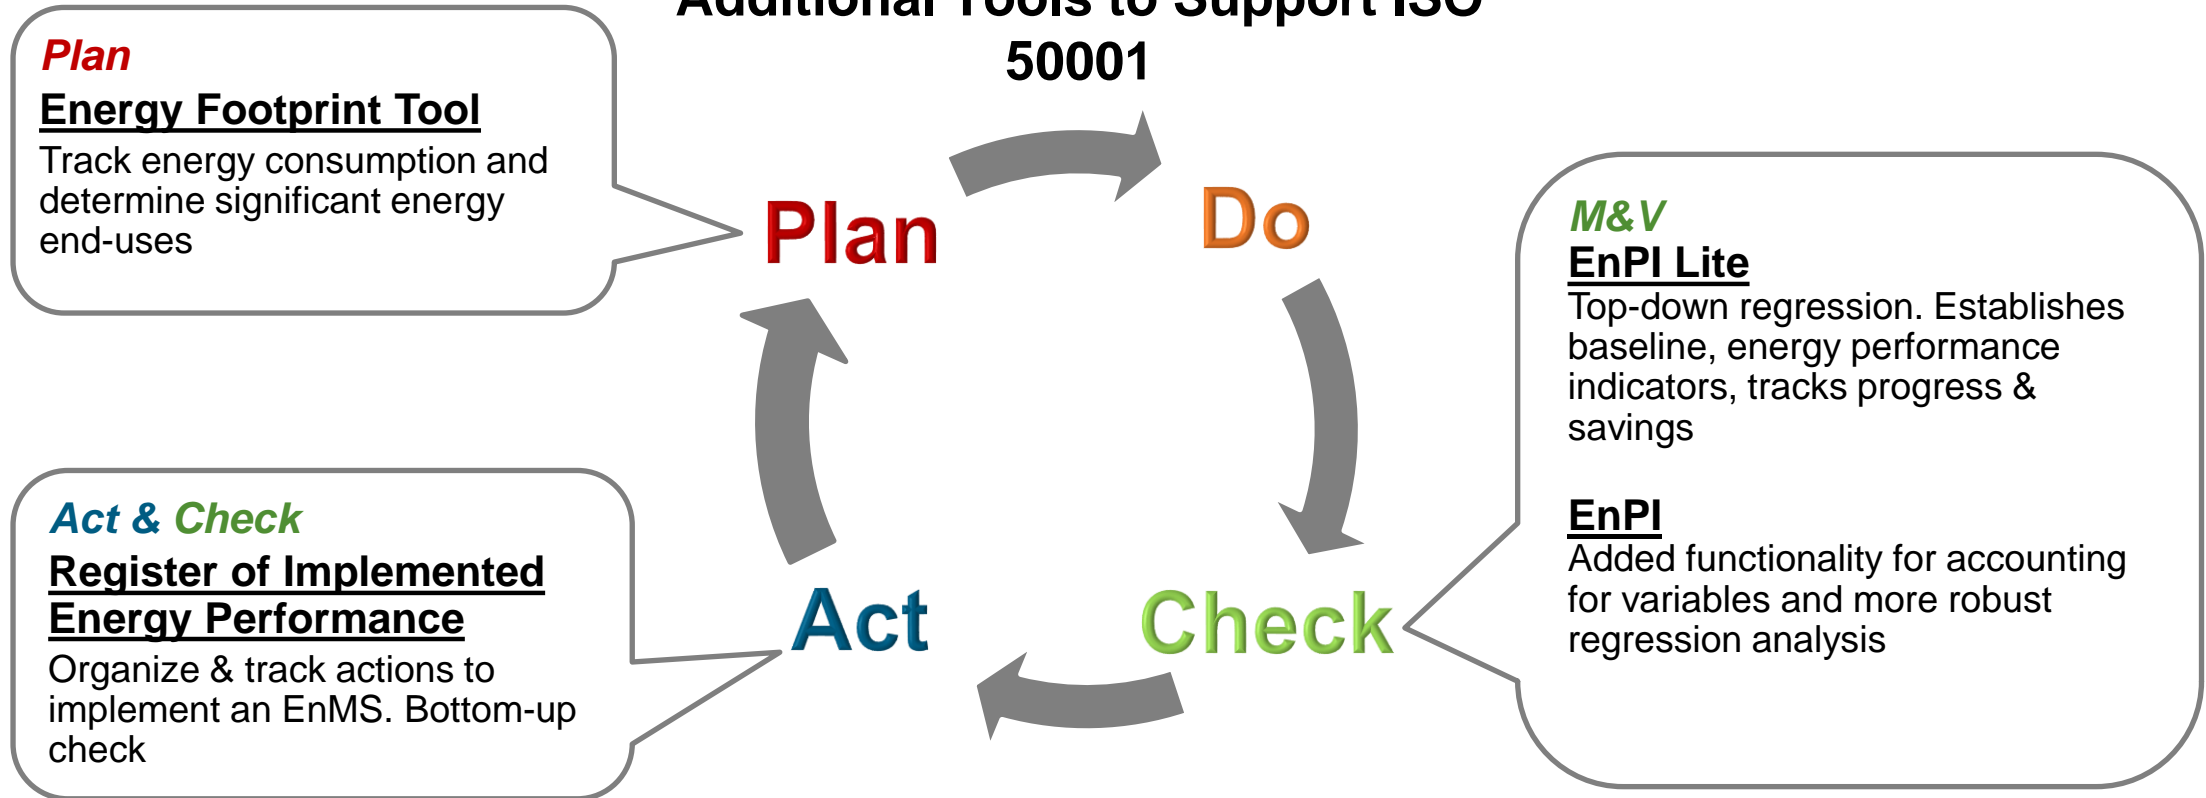 Additional Tools to Support ISO
50001
Plan
Energy Footprint Tool
Track energy consumption and
determine significant energy
end-uses
Plan
Do
M&V
EnPI Lite
Top-down regression. Establishes
baseline, energy performance
indicators, tracks progress &
savings
EnPI
Added functionality for accounting
for variables and more robust
regression analysis
Act & Check
Register of Implemented
Energy Performance
Organize & track actions to
implement an EnMS. Bottom-up
check
Act
Check